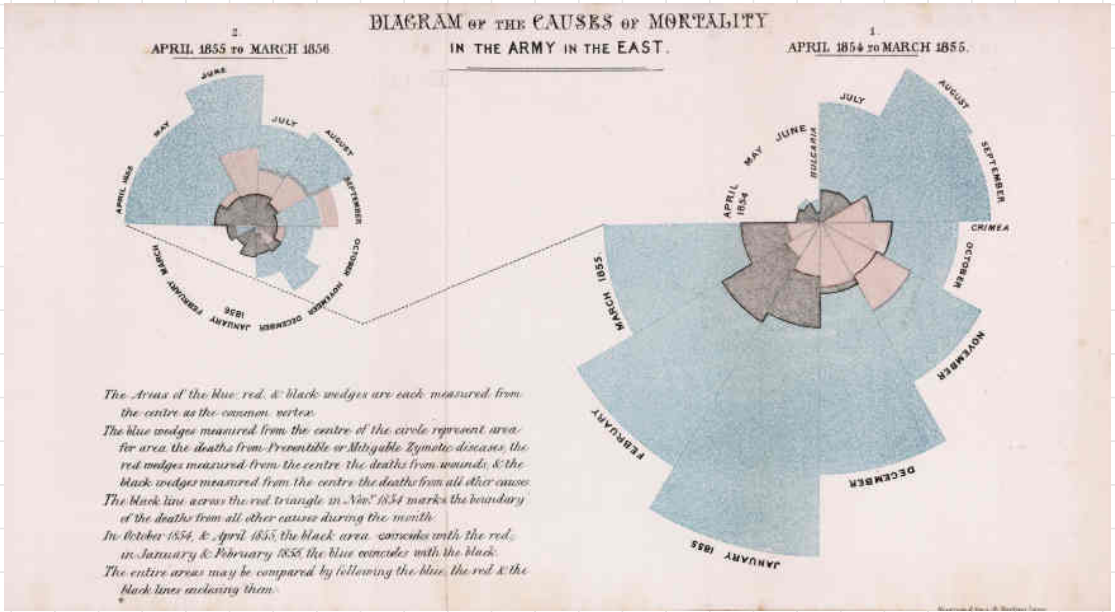 DIAGRAM OF THE CAUSES OF MORTALITY
IN THE ARMY IN THE EAST.
2.
APRIL 1855 TO MARCH 1856
JUNE
MAY
JULY
AUGUST
APRIL 1855
SEPTEMBER
OCTOBER
NOVEMBER
DECEMBER
JANUARY
1856
FEBRUARY
MARCH
1.
APRIL 1854 TO MARCH 1855.
JULY
AUGUST
JUNE
BULGARIA
MAY
SEPTEMBER
APRIL
1854
CRIMEA
OCTOBER
MARCH 1855.
NOVEMBER
FEBRUARY
DECEMBER
JANUARY 1855
The Areas of the blue, red, & black wedges are each measured from
the centre as the common vertex
The blue wedges measured from the centre of the circle represent area
for area the deaths from Preventible or Mitigable Zymotic diseases, the
red wedges measured from the centre the deaths from wounds, & the
black wedges measured from the centre the deaths from all other causes
The black line across the red triangle in Nov.r 1854 marks the boundary
of the deaths from all other causes during the month
In October 1854, & April 1855, the black area coincides with the red,
in January & February 1856, the blue coincides with the black.
The entire areas may be compared by following the blue, the red & the
black lines enclosing them.